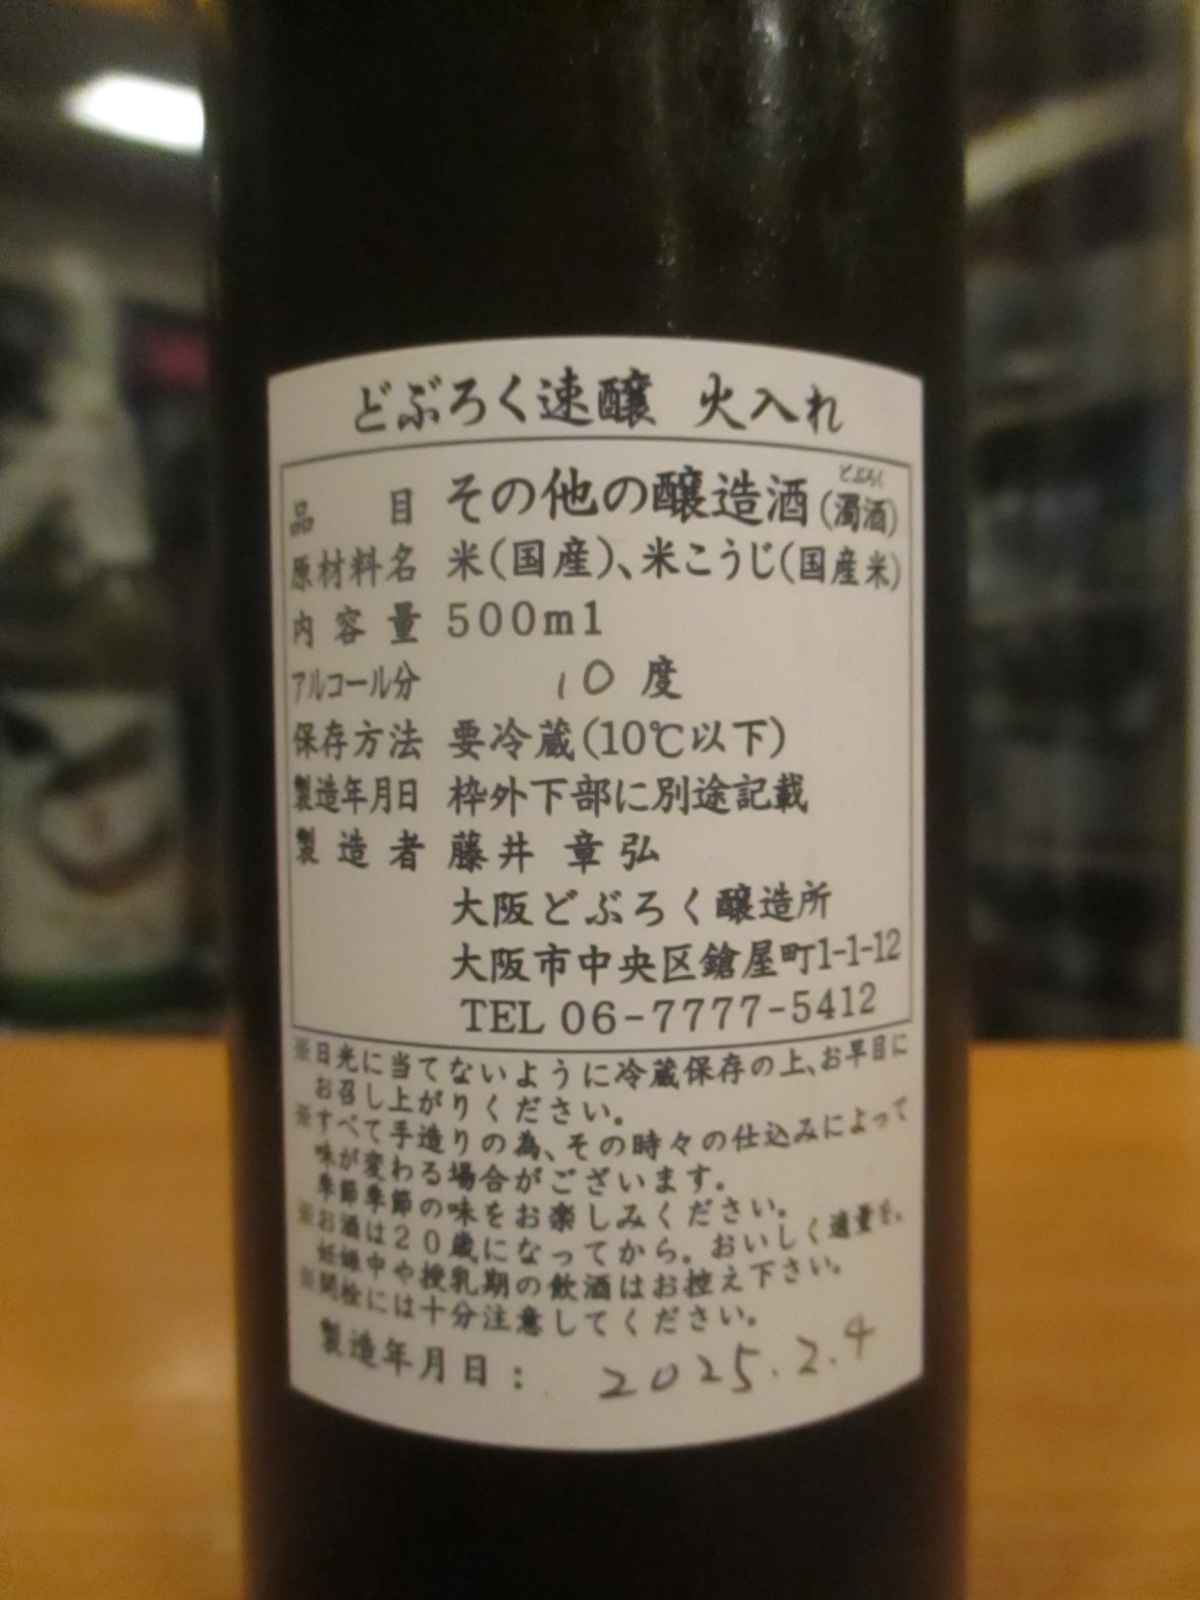 どぶろく速醸 火入れ
品目 その他の醸造酒(濁酒)
どぶろく
原材料名 米(国産)、米こうじ(国産米)
内容量 500ml
アルコール分 10度
保存方法 要冷蔵(10℃以下)
製造年月日 枠外下部に別途記載
製造者 藤井 章弘
大阪どぶろく醸造所
大阪市中央区鎗屋町1-1-12
TEL 06-7777-5412
※日光に当てないように冷蔵保存の上、お早目に
お召し上がりください。
※すべて手造りの為、その時々の仕込みによって
味が変わる場合がございます。
季節季節の味をお楽しみください。
※お酒は20歳になってから。おいしく適量を。
妊娠中や授乳期の飲酒はお控え下さい。
※開栓には十分注意してください。
製造年月日: 2025.2.4